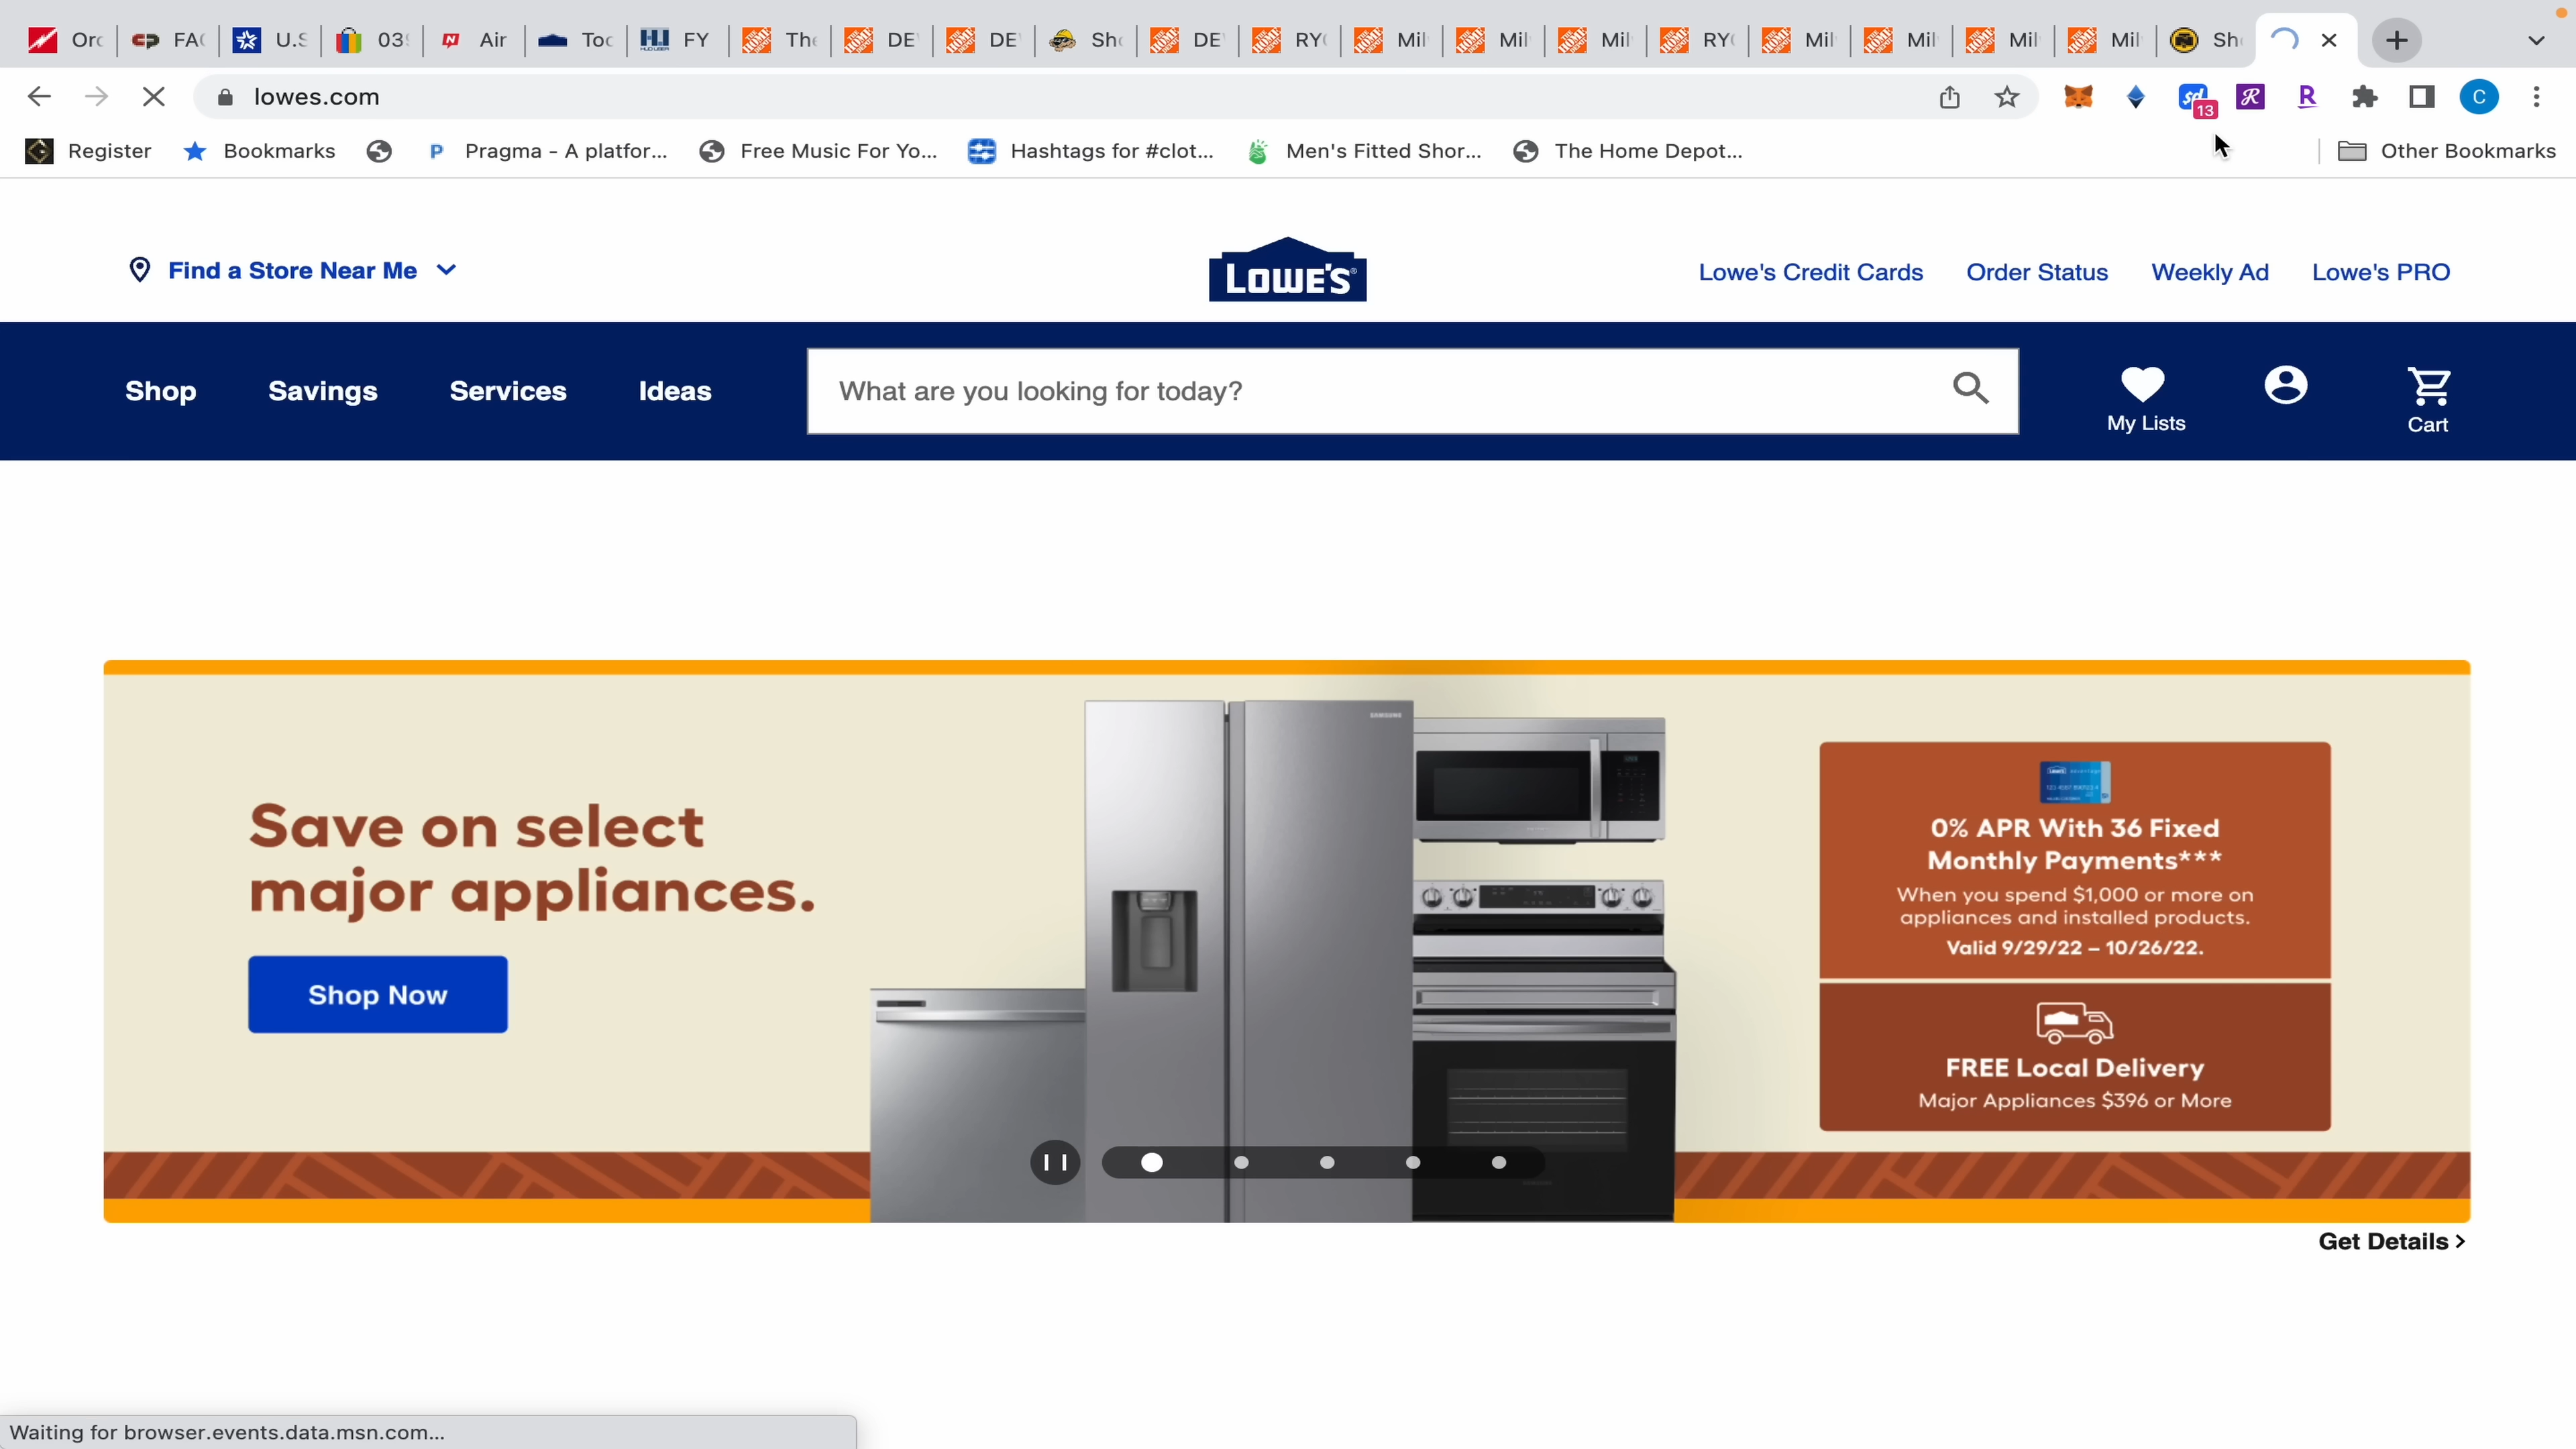 Orc
FA
U.S
03
Air
Too
FY
The
DE
DE
Sh
DE
RY
Mil
Mil
Mil
RY
Mil
Mil
Mil
Mil
Sh
lowes.com
13
C
Register
Bookmarks
Pragma - A platfor...
Free Music For Yo...
Hashtags for #clot...
Men's Fitted Shor...
The Home Depot...
Other Bookmarks
Find a Store Near Me
LOWE'S
Lowe's Credit Cards
Order Status
Weekly Ad
Lowe's PRO
Shop
Savings
Services
Ideas
What are you looking for today?
My Lists
Cart
Save on select
major appliances.
Shop Now
SAMSUNG
0% APR With 36 Fixed
Monthly Payments***
When you spend $1,000 or more on
appliances and installed products.
Valid 9/29/22 – 10/26/22.
FREE Local Delivery
Major Appliances $396 or More
Get Details >
Waiting for browser.events.data.msn.com...